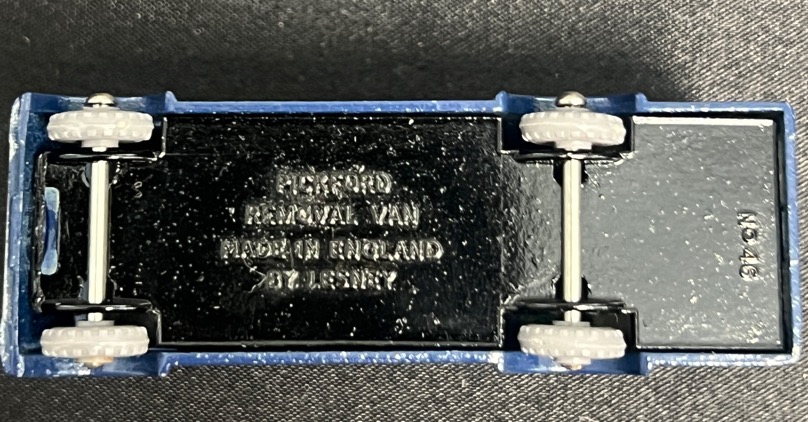 PICKFORD
REMOVAL VAN
MADE IN ENGLAND
BY LESNEY
No. 46